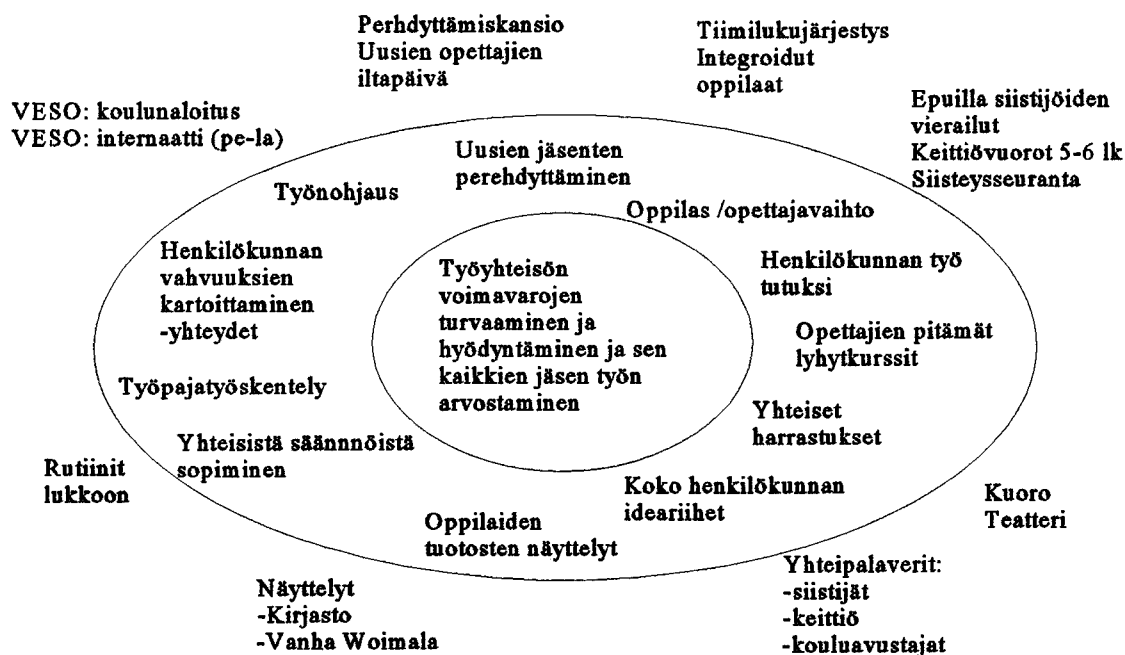 Perhdyttämiskansio
Uusien opettajien
iltapäivä
Tiimilukujärjestys
Integroidut
oppilaat
VESO: koulunaloitus
VESO: internaatti (pe-la)
Epuilla siistijöiden
vierailut
Keittiövuorot 5-6 lk
Siisteysseuranta
Uusien jäsenten
perehdyttäminen
Työnohjaus
Oppilas /opettajavaihto
Henkilökunnan
vahvuuksien
kartoittaminen
-yhteydet
Työyhteisön
voimavarojen
turvaaminen ja
hyödyntäminen ja sen
kaikkien jäsen työn
arvostaminen
Henkilökunnan työ
tutuksi
Opettajien pitämät
lyhytkurssit
Työpajatyöskentely
Yhteiset
harrastukset
Yhteisistä säännnöistä
sopiminen
Rutiinit
lukkoon
Koko henkilökunnan
ideariihet
Kuoro
Teatteri
Oppilaiden
tuotosten näyttelyt
Näyttelyt
-Kirjasto
-Vanha Woimala
Yhteipalaverit:
-siistijät
-keittiö
-kouluavustajat